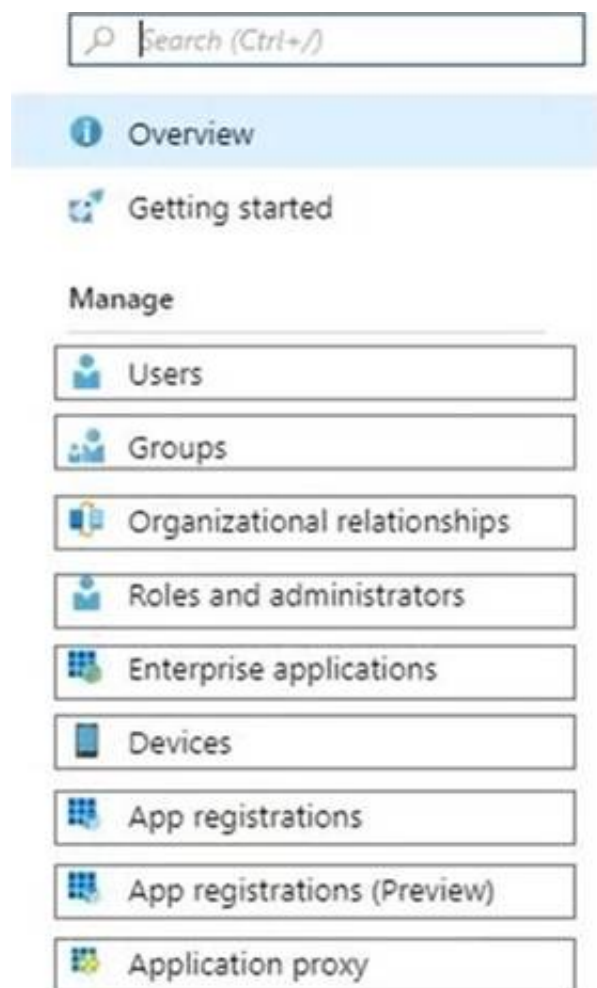 Search (Ctrl+/)
Overview
Getting started
Manage
Users
Groups
Organizational relationships
Roles and administrators
Enterprise applications
Devices
App registrations
App registrations (Preview)
Application proxy